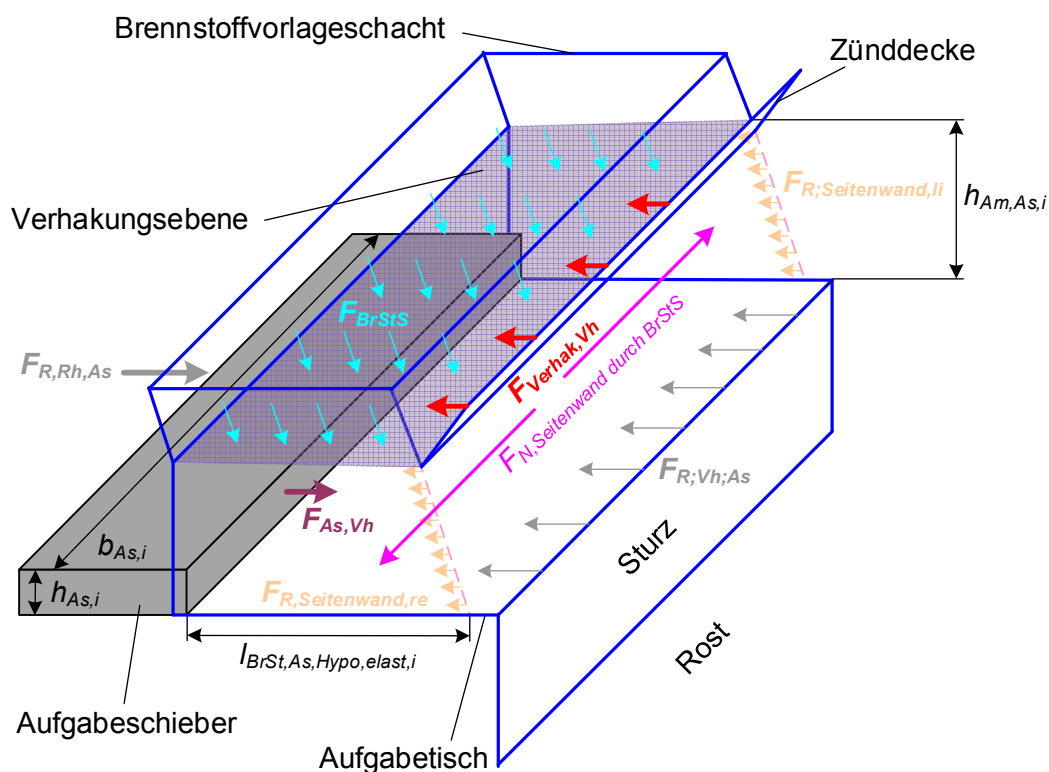 Brennstoffvorlageschacht
Zünddecke
F_R;Seitenwand,li
h_Am,As,i
Verhakungsebene
F_BrStS
F_R,Rh,As
F_Verhak,Vh
F_N,Seitenwand durch BrStS
F_R;Vh;As
F_As,Vh
b_As,i
h_As,i
F_R,Seitenwand,re
Sturz
l_BrSt,As,Hypo,elast,i
Rost
Aufgabeschieber
Aufgabetisch